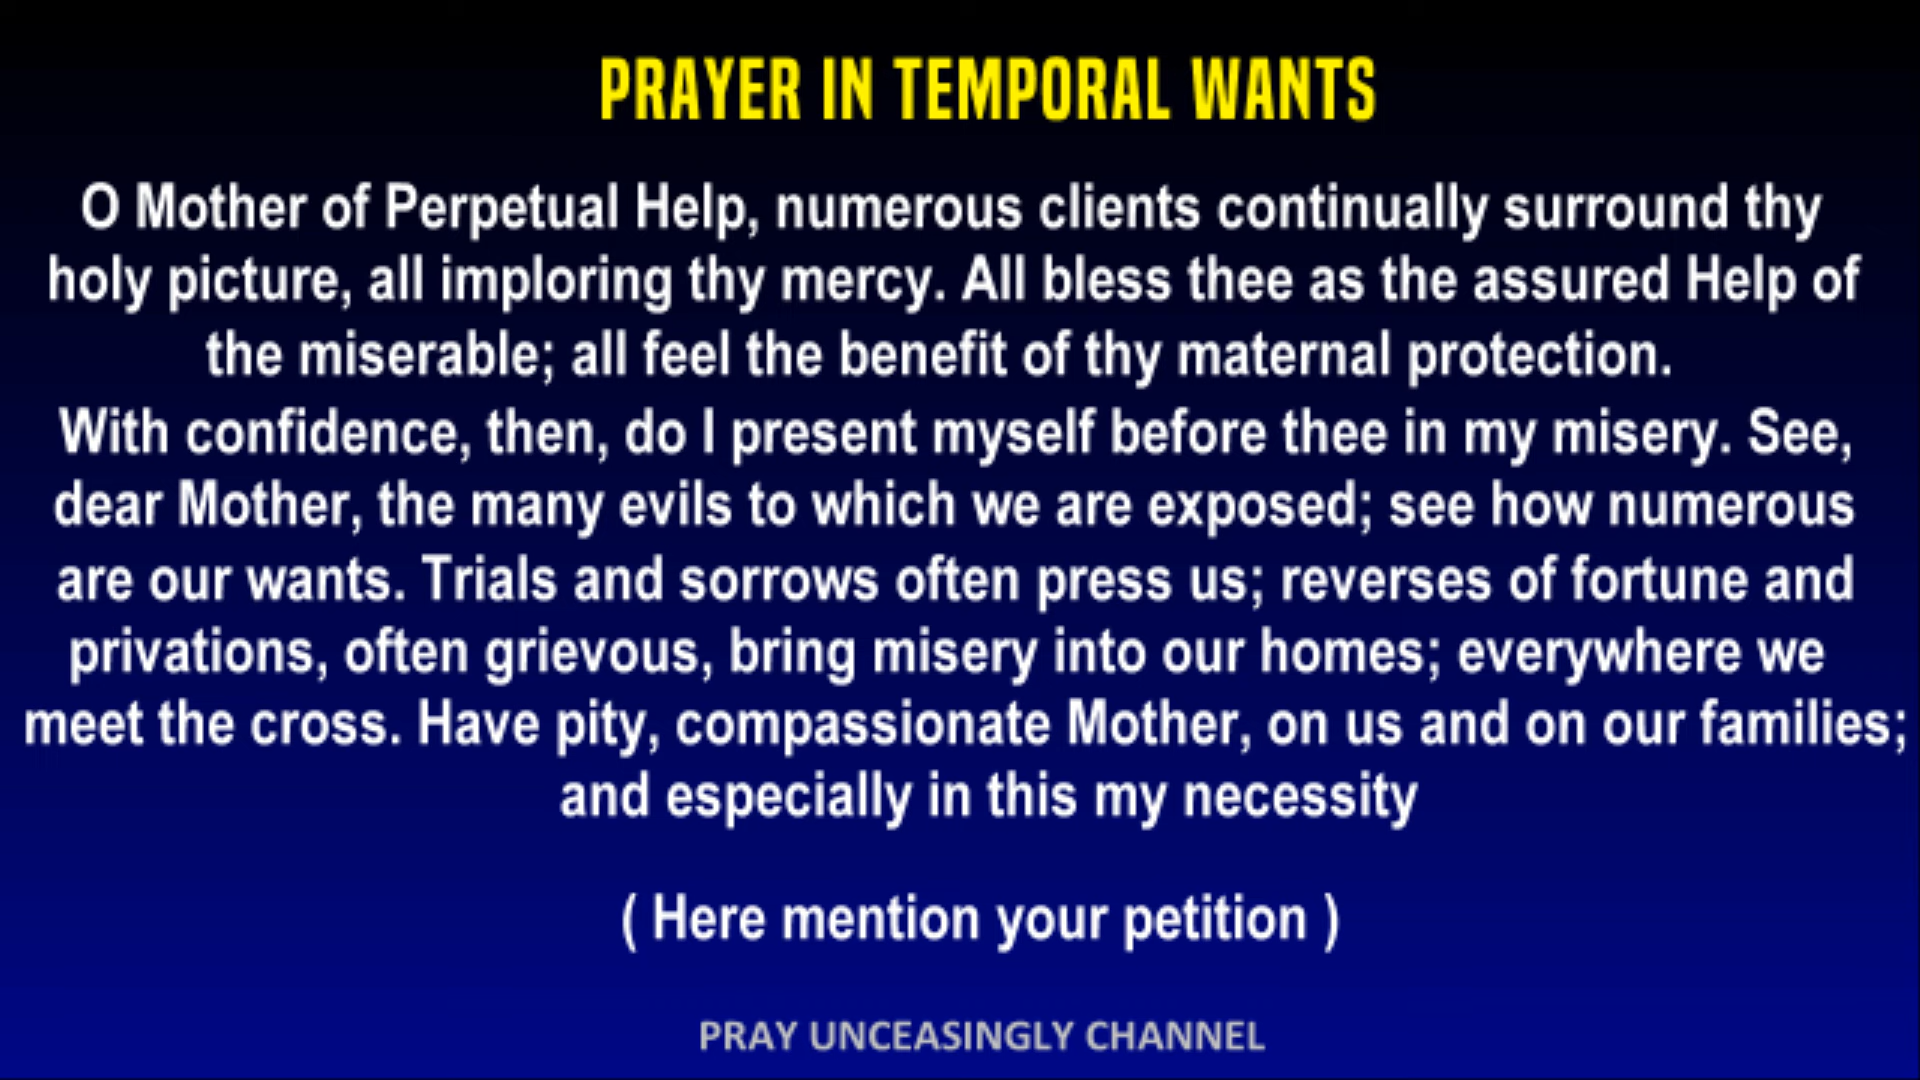 PRAYER IN TEMPORAL WANTS
O Mother of Perpetual Help, numerous clients continually surround thy
holy picture, all imploring thy mercy. All bless thee as the assured Help of
the miserable; all feel the benefit of thy maternal protection.
With confidence, then, do I present myself before thee in my misery. See,
dear Mother, the many evils to which we are exposed; see how numerous
are our wants. Trials and sorrows often press us; reverses of fortune and
privations, often grievous, bring misery into our homes; everywhere we
meet the cross. Have pity, compassionate Mother, on us and on our families;
and especially in this my necessity
( Here mention your petition )
PRAY UNCEASINGLY CHANNEL